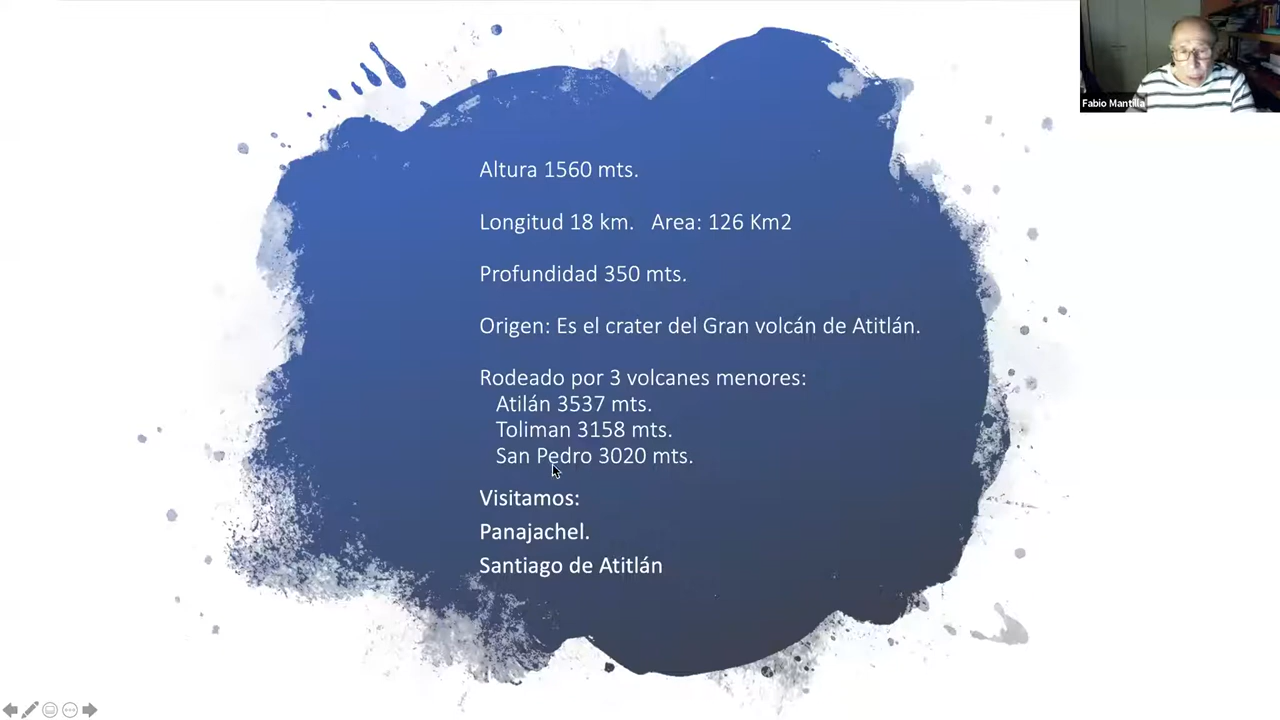 Fabio Mantilla
Altura 1560 mts.
Longitud 18 km.   Area: 126 Km2
Profundidad 350 mts.
Origen: Es el crater del Gran volcán de Atitlán.
Rodeado por 3 volcanes menores:
Atilán 3537 mts.
Toliman 3158 mts.
San Pedro 3020 mts.
Visitamos:
Panajachel.
Santiago de Atitlán